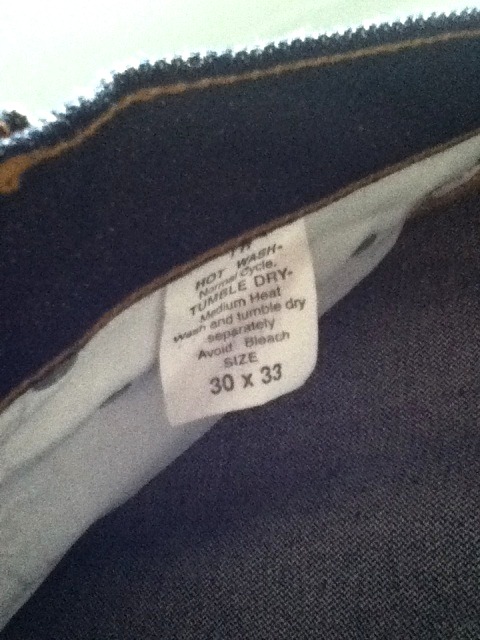 HOT WASH-
Normal Cycle.
TUMBLE DRY-
Medium Heat
Wash and tumble dry
separately
Avoid Bleach
SIZE
30 x 33